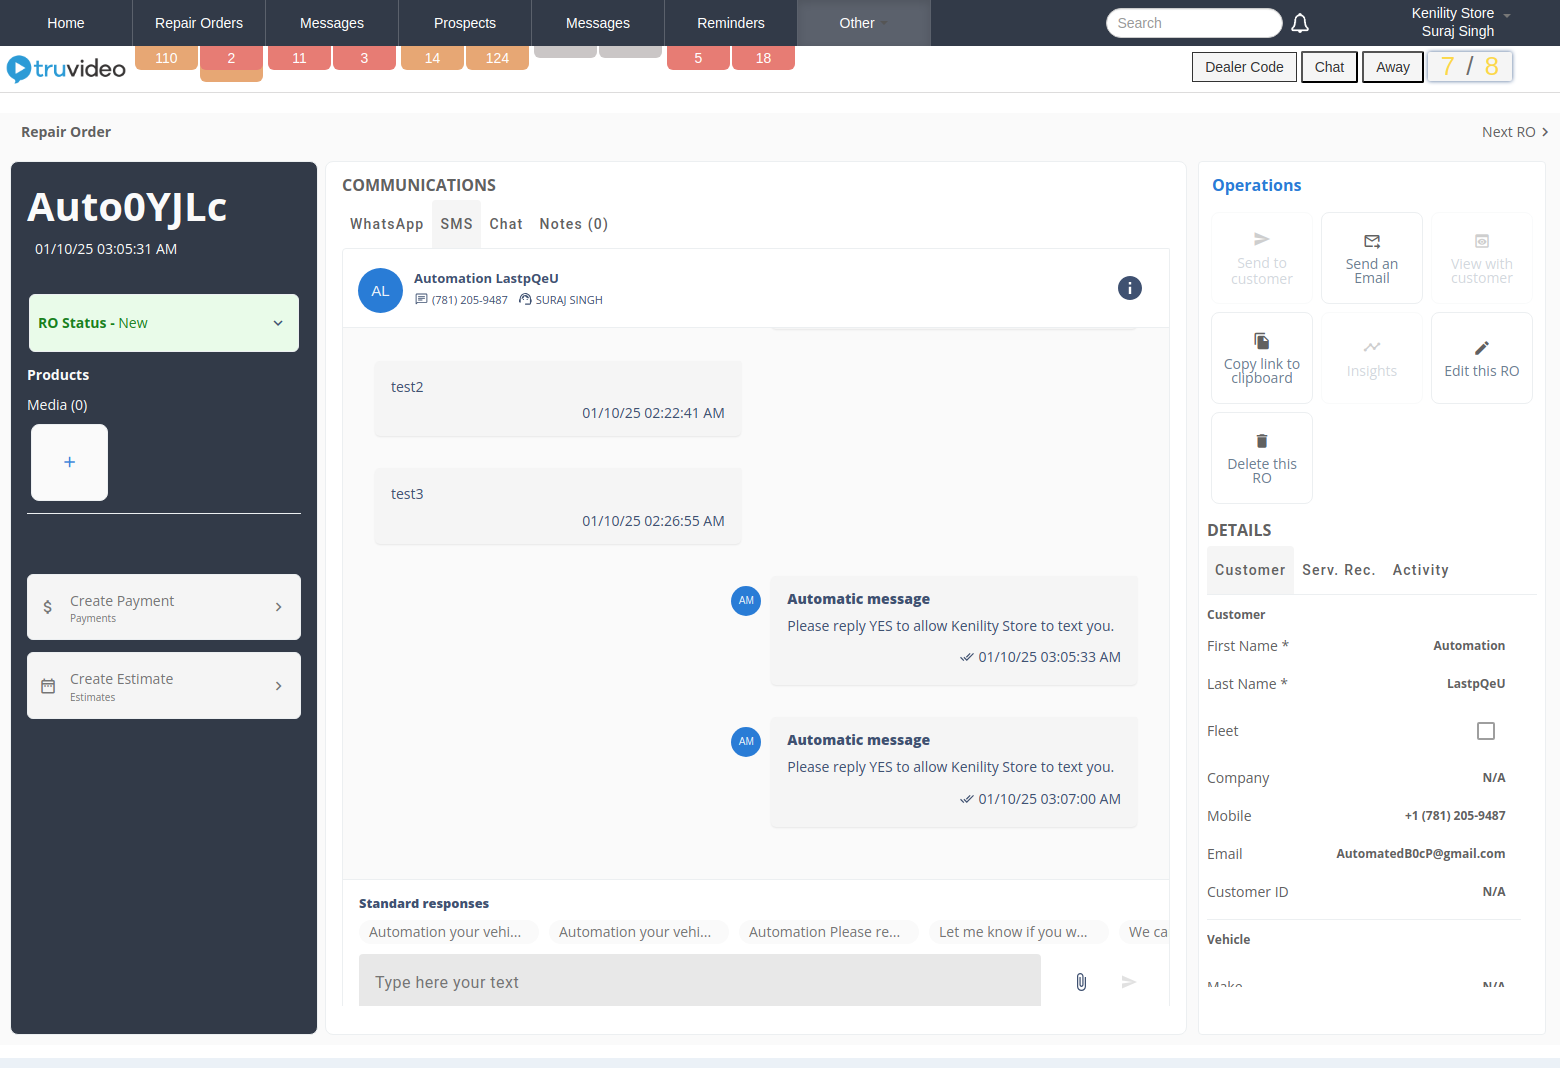 Home
Repair Orders
Messages
Prospects
Messages
Reminders
Other
Search
Kenility Store
Suraj Singh
truvideo
110
2
11
3
14
124
5
18
Dealer Code
Chat
Away
7 / 8
Repair Order
Next RO
Auto0YJLc
01/10/25 03:05:31 AM
RO Status - New
Products
Media (0)
+
Create Payment
Payments
Create Estimate
Estimates
COMMUNICATIONS
WhatsApp
SMS
Chat
Notes (0)
AL
Automation LastpQeU
(781) 205-9487
SURAJ SINGH
test2
01/10/25 02:22:41 AM
test3
01/10/25 02:26:55 AM
AM
Automatic message
Please reply YES to allow Kenility Store to text you.
01/10/25 03:05:33 AM
AM
Automatic message
Please reply YES to allow Kenility Store to text you.
01/10/25 03:07:00 AM
Standard responses
Automation your vehi...
Automation your vehi...
Automation Please re...
Let me know if you w...
We ca
Type here your text
Operations
Send to
customer
Send an
Email
View with
customer
Copy link to
clipboard
Insights
Edit this RO
Delete this
RO
DETAILS
Customer
Serv. Rec.
Activity
Customer
First Name *
Automation
Last Name *
LastpQeU
Fleet
Company
N/A
Mobile
+1 (781) 205-9487
Email
AutomatedB0cP@gmail.com
Customer ID
N/A
Vehicle
Make
N/A